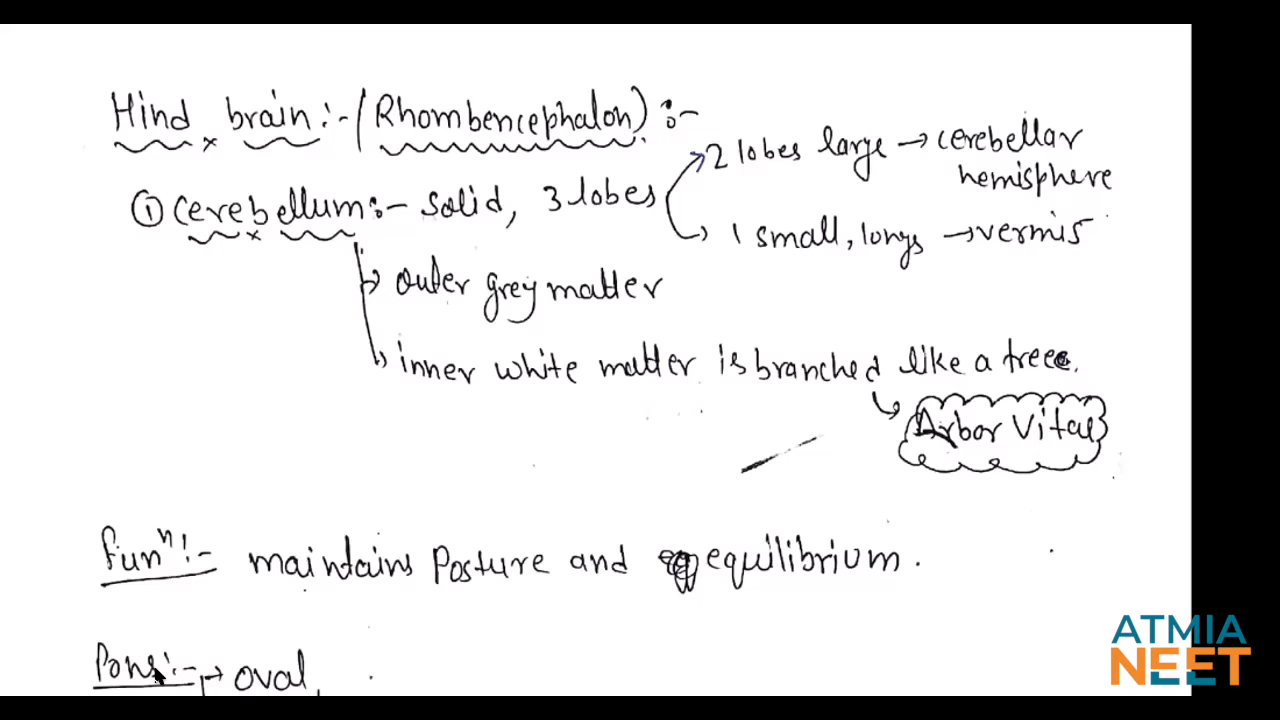 Hind brain:- (Rhombencephalon) :-
2 lobes large → cerebellar
hemisphere
① Cerebellum:- solid, 3 lobes
1 small, longs → vermis
outer grey matter
inner white matter is branched like a tree.
Arbor Vitae
Funⁿ:- maintains Posture and equilibrium.
Pons:- → oval,
ATMIA
NEET